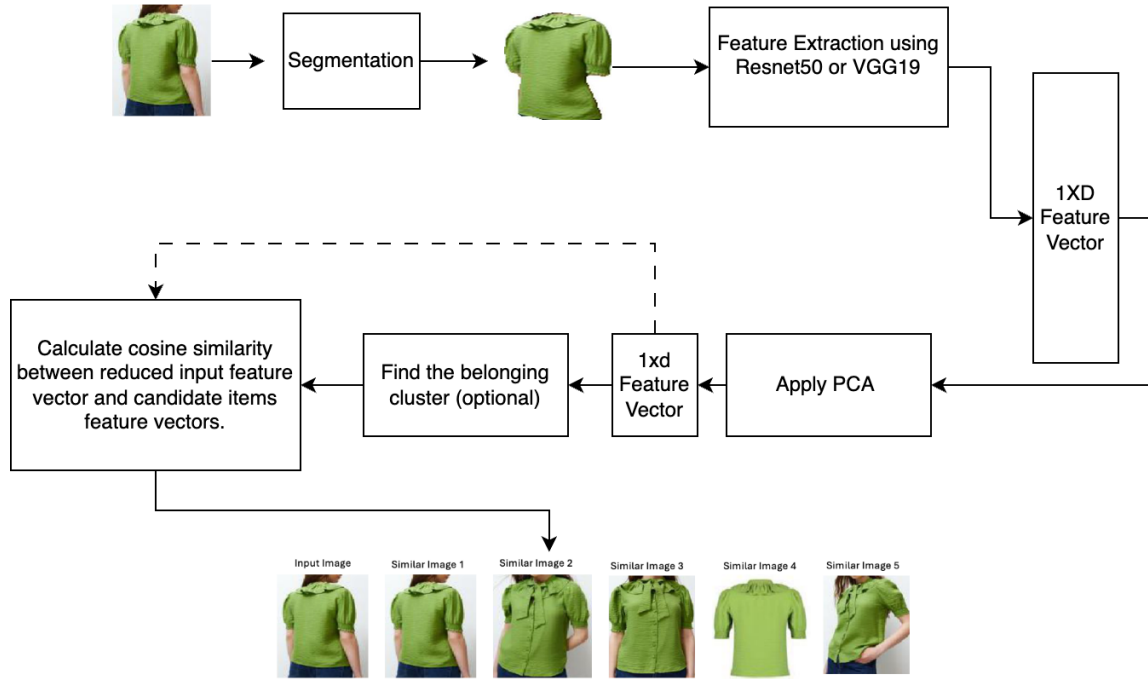 Segmentation
Feature Extraction using
Resnet50 or VGG19
1XD
Feature
Vector
Apply PCA
1xd
Feature
Vector
Find the belonging
cluster (optional)
Calculate cosine similarity
between reduced input feature
vector and candidate items
feature vectors.
Input Image
Similar Image 1
Similar Image 2
Similar Image 3
Similar Image 4
Similar Image 5